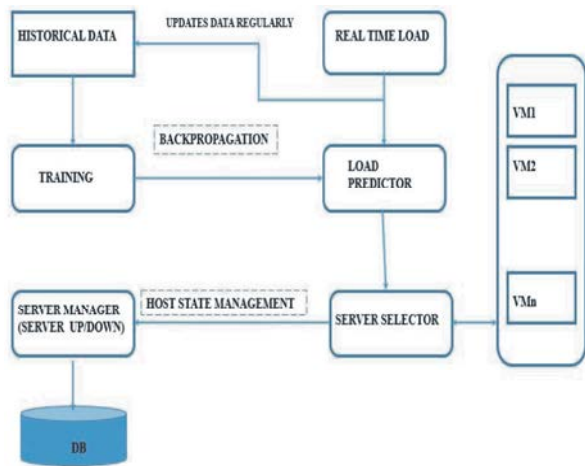 UPDATES DATA REGULARLY
HISTORICAL DATA
REAL TIME LOAD
VM1
BACKPROPAGATION
TRAINING
LOAD
PREDICTOR
VM2
HOST STATE MANAGEMENT
SERVER MANAGER
(SERVER UP/DOWN)
SERVER SELECTOR
VMn
DB